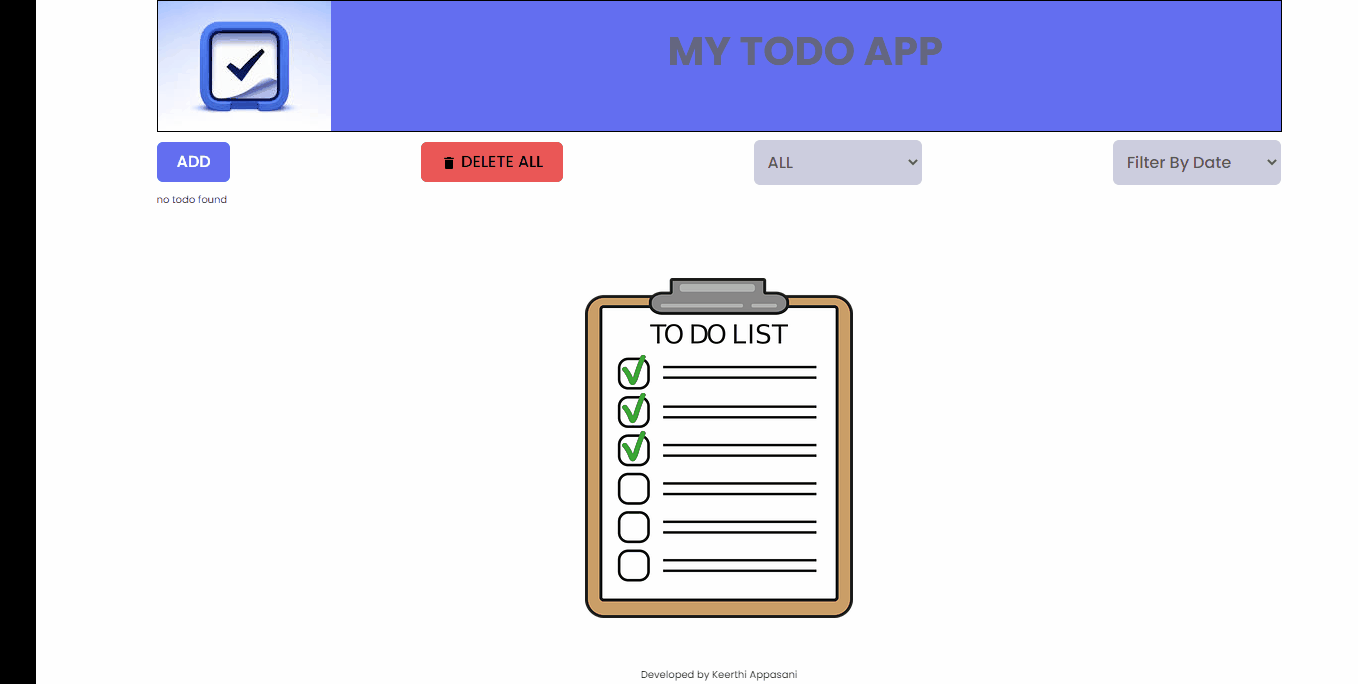 MY TODO APP
ADD
DELETE ALL
ALL
Filter By Date
no todo found
TO DO LIST
Developed by Keerthi Appasani